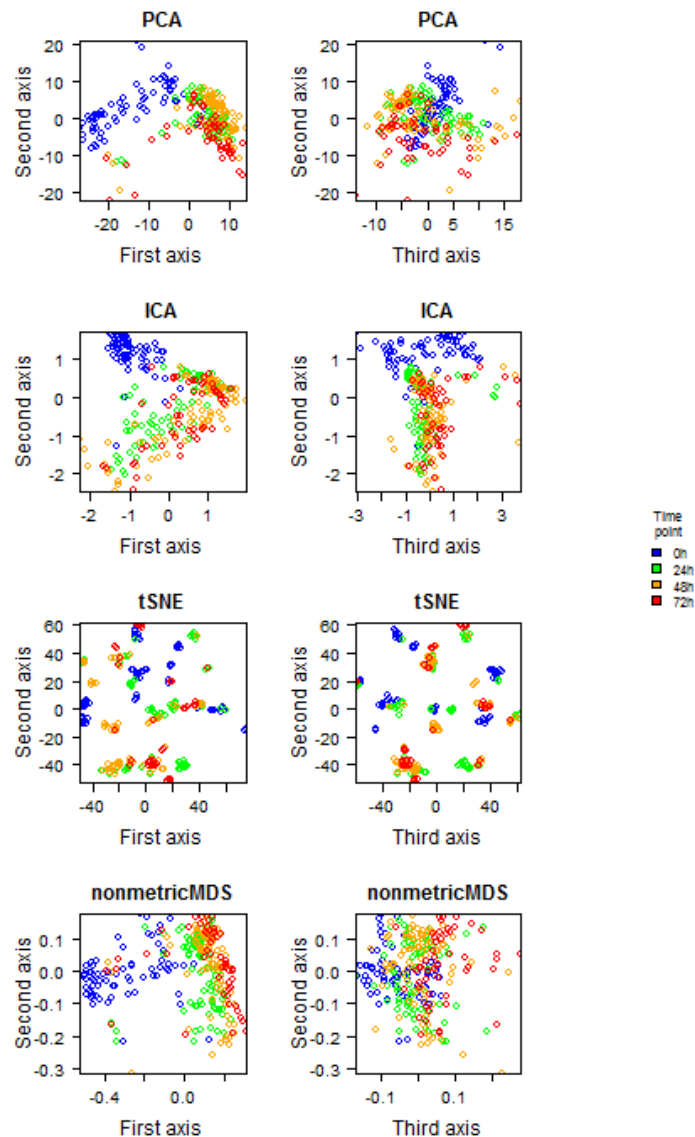 PCA
20
10
0
-10
-20
Second axis
-20 -10 0 10
First axis
PCA
20
10
0
-10
-20
Second axis
-10 0 5 15
Third axis
ICA
1
0
-1
-2
Second axis
-2 -1 0 1
First axis
ICA
1
0
-1
-2
Second axis
-3 -1 1 3
Third axis
Time
point
0h
24h
48h
72h
tSNE
60
40
20
0
-20
-40
Second axis
-40 0 20 40
First axis
tSNE
60
40
20
0
-20
-40
Second axis
-40 0 20 40
Third axis
nonmetricMDS
0.1
0.0
-0.1
-0.2
-0.3
Second axis
-0.4 0.0
First axis
nonmetricMDS
0.1
0.0
-0.1
-0.2
-0.3
Second axis
-0.1 0.1
Third axis